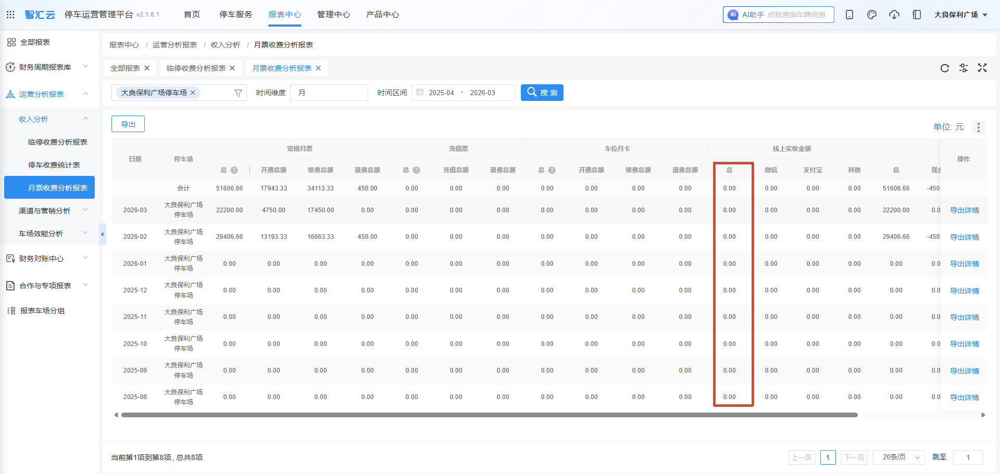 智汇云 停车运营管理平台 v2.1.8.1 首页 停车服务 报表中心 管理中心 产品中心 AI AI助手 点我查询车牌信息 大良保利广场
全部报表
财务周期报表库
运营分析报表
收入分析
临停收费分析报表
停车收费统计表
月票收费分析报表
渠道与营销分析
车场效能分析
财务对账中心
合作与专项报表
报表车场分组
报表中心 / 运营分析报表 / 收入分析 / 月票收费分析报表
全部报表 临停收费分析报表 月票收费分析报表
大良保利广场停车场 时间维度 月 时间区间 2025-04 - 2026-03 搜 索
导出 单位: 元
日期 停车场 常规月票 充值票 车位月卡 线上实收金额 操作
总 开通总额 续费总额 退费总额 总 充值总额 退费总额 总 开通总额 续费总额 退费总额 总 微信 支付宝 其他 总 现金
合计 51606.66 17943.33 34113.33 450.00 0.00 0.00 0.00 0.00 0.00 0.00 0.00 0.00 0.00 0.00 0.00 51606.66 -450.
2026-03 大良保利广场停车场 22200.00 4750.00 17450.00 0.00 0.00 0.00 0.00 0.00 0.00 0.00 0.00 0.00 0.00 0.00 0.00 22200.00 0.0 导出详情
2026-02 大良保利广场停车场 29406.66 13193.33 16663.33 450.00 0.00 0.00 0.00 0.00 0.00 0.00 0.00 0.00 0.00 0.00 0.00 29406.66 -450. 导出详情
2026-01 大良保利广场停车场 0.00 0.00 0.00 0.00 0.00 0.00 0.00 0.00 0.00 0.00 0.00 0.00 0.00 0.00 0.00 0.00 0.0 导出详情
2025-12 大良保利广场停车场 0.00 0.00 0.00 0.00 0.00 0.00 0.00 0.00 0.00 0.00 0.00 0.00 0.00 0.00 0.00 0.00 0.0 导出详情
2025-11 大良保利广场停车场 0.00 0.00 0.00 0.00 0.00 0.00 0.00 0.00 0.00 0.00 0.00 0.00 0.00 0.00 0.00 0.00 0.0 导出详情
2025-10 大良保利广场停车场 0.00 0.00 0.00 0.00 0.00 0.00 0.00 0.00 0.00 0.00 0.00 0.00 0.00 0.00 0.00 0.00 0.0 导出详情
2025-09 大良保利广场停车场 0.00 0.00 0.00 0.00 0.00 0.00 0.00 0.00 0.00 0.00 0.00 0.00 0.00 0.00 0.00 0.00 0.0 导出详情
2025-08 大良保利广场停车场 0.00 0.00 0.00 0.00 0.00 0.00 0.00 0.00 0.00 0.00 0.00 0.00 0.00 0.00 0.00 0.00 0.0 导出详情
当前第1项到第8项, 总共8项 上一页 1 下一页 20条/页 跳至 1